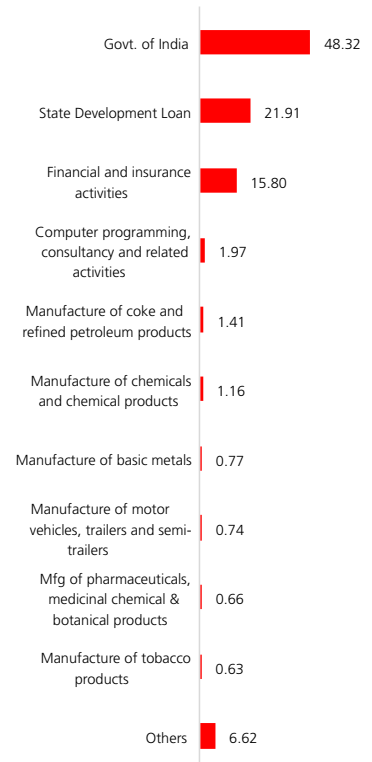 Govt. of India 48.32
State Development Loan 21.91
Financial and insurance
activities 15.80
Computer programming,
consultancy and related
activities 1.97
Manufacture of coke and
refined petroleum products 1.41
Manufacture of chemicals
and chemical products 1.16
Manufacture of basic metals 0.77
Manufacture of motor
vehicles, trailers and semi-
trailers 0.74
Mfg of pharmaceuticals,
medicinal chemical &
botanical products 0.66
Manufacture of tobacco
products 0.63
Others 6.62